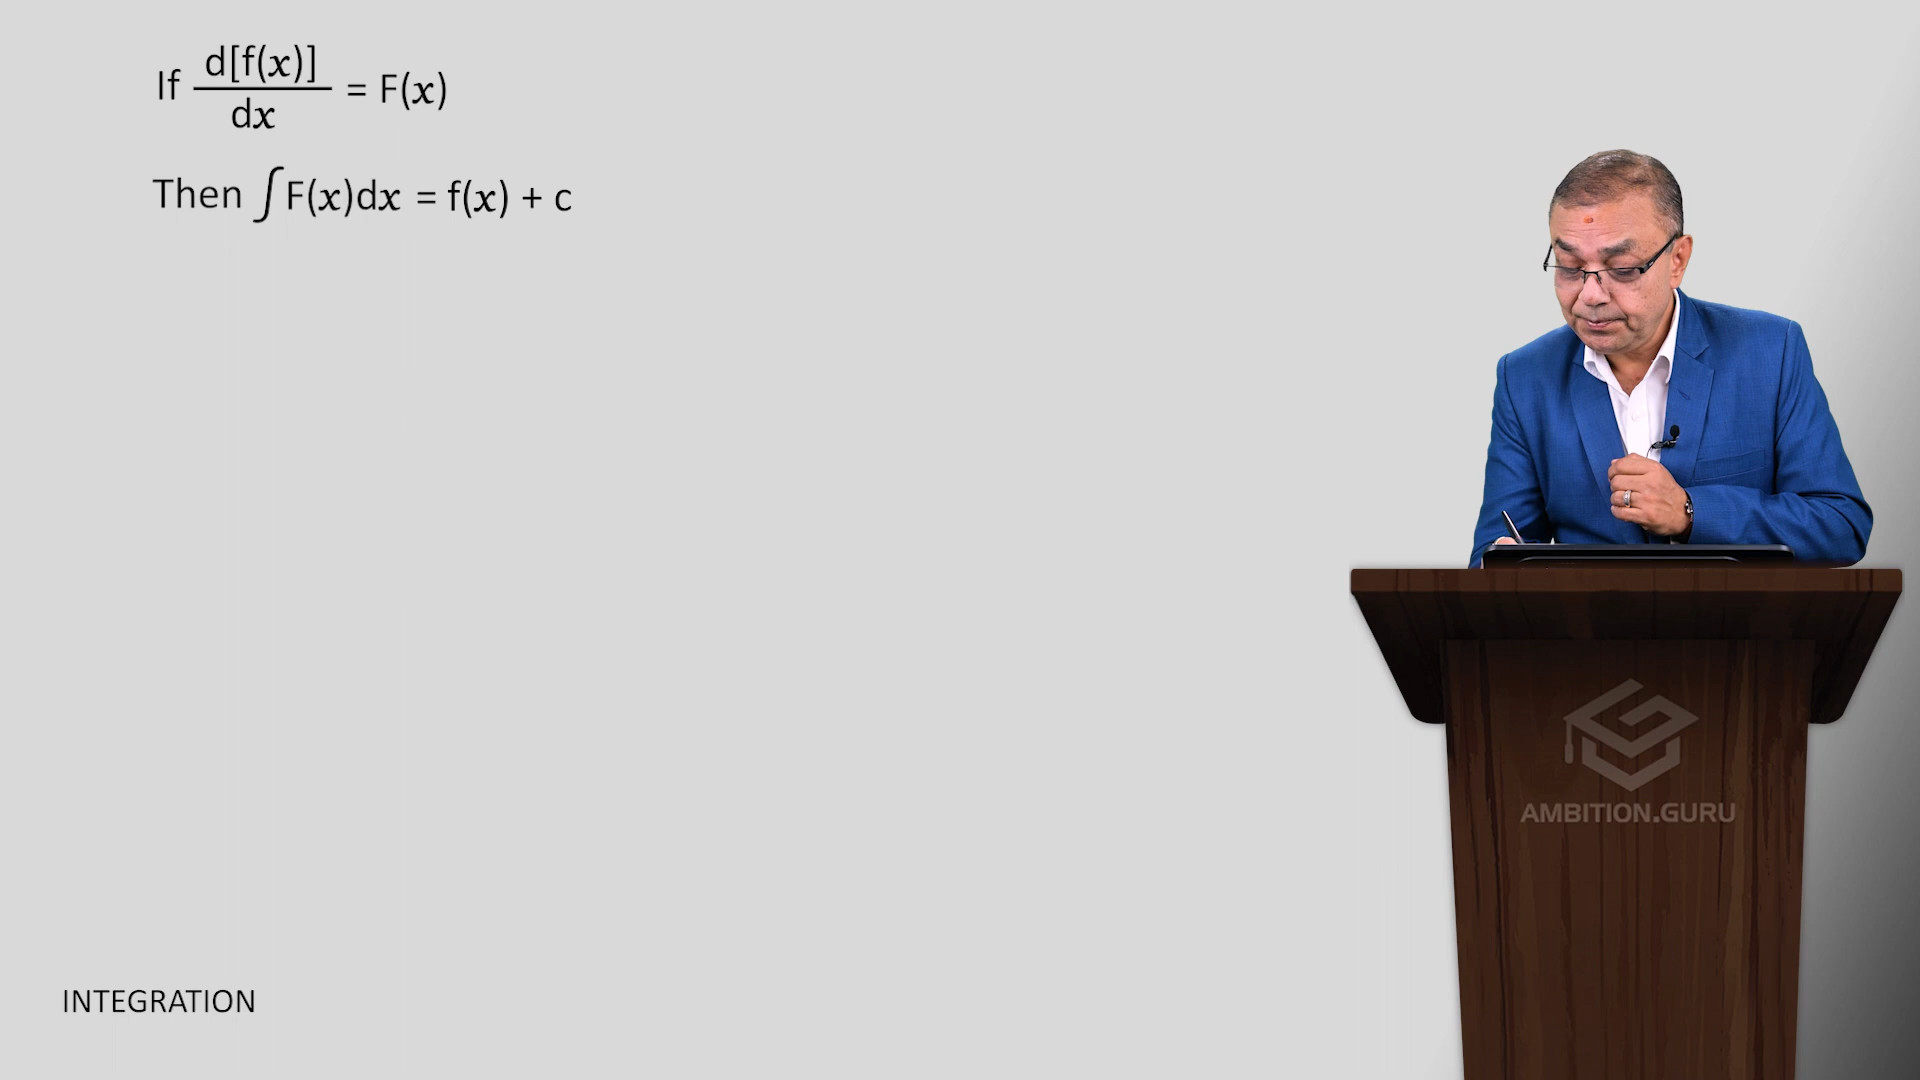 If d[f(x)]/dx = F(x)
Then ∫F(x)dx = f(x) + c
AMBITION.GURU
INTEGRATION